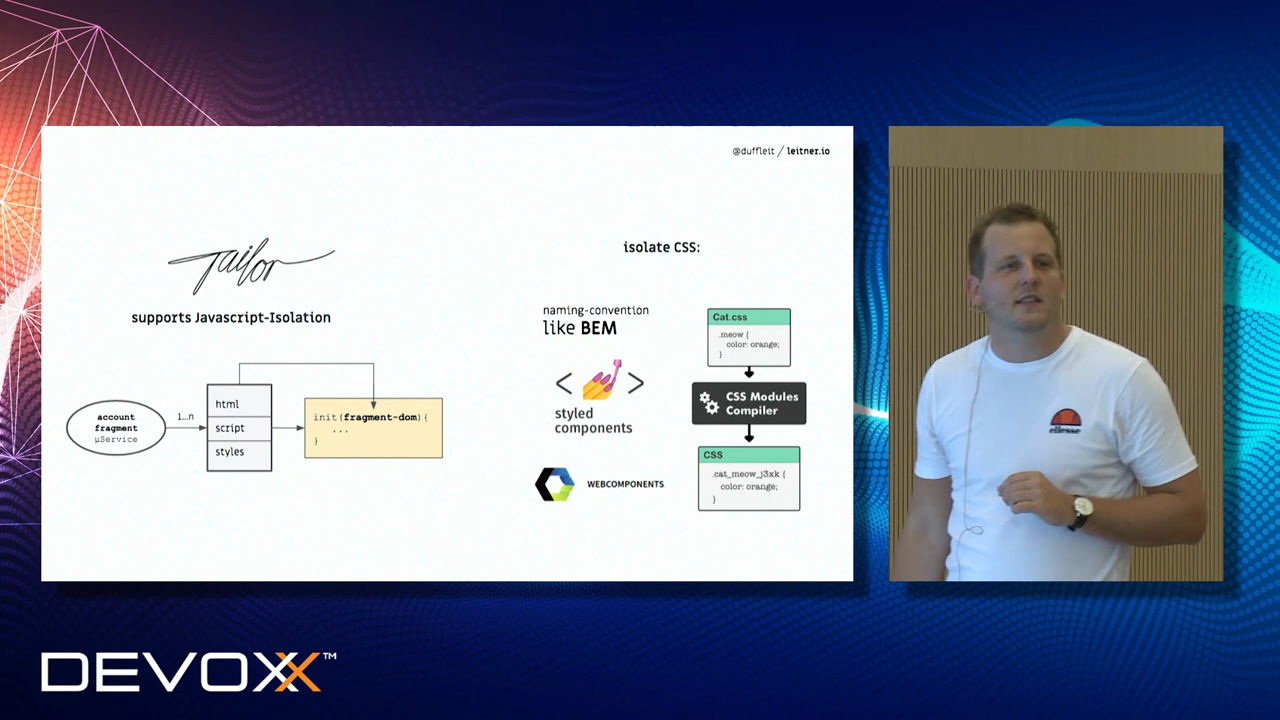 @duffleit / leitner.io
Tailor
supports Javascript-Isolation
account
fragment
µService
1...n
html
script
styles
init(fragment-dom){
...
}
isolate CSS:
naming-convention
like BEM
< >
styled
components
WEBCOMPONENTS
Cat.css
.meow {
color: orange;
}
CSS Modules
Compiler
CSS
.cat_meow_j3xk {
color: orange;
}
ellesse
DEVOXX™